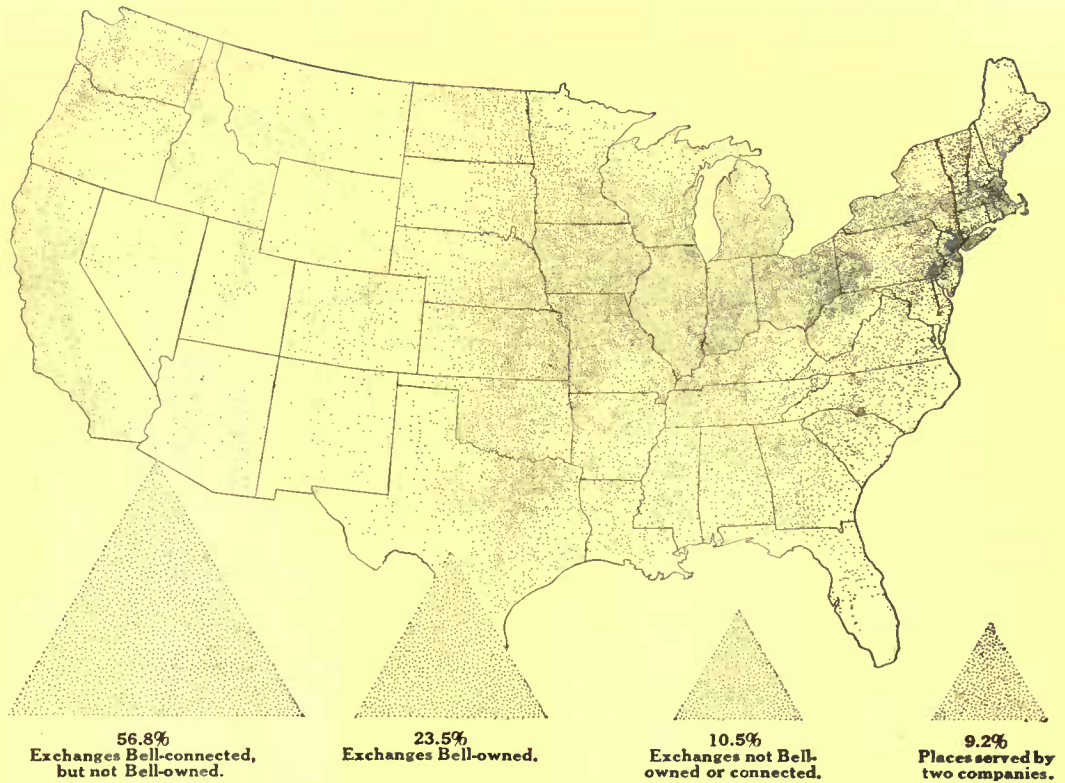 56.8%
Exchanges Bell-connected,
but not Bell-owned.
23.5%
Exchanges Bell-owned.
10.5%
Exchanges not Bell-
owned or connected.
9.2%
Places served by
two companies.